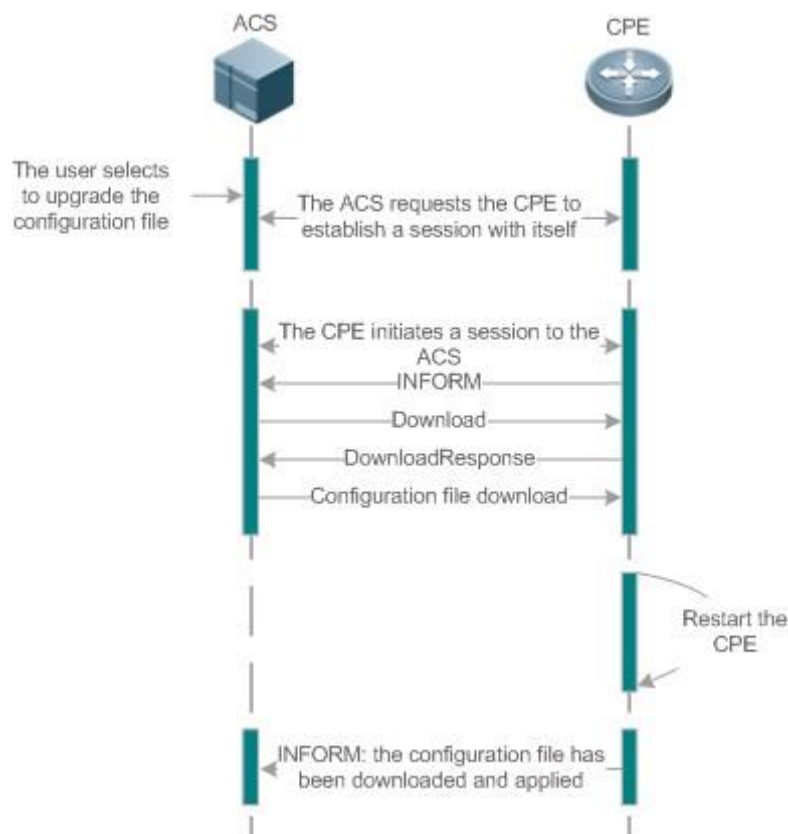 ACS
CPE
The user selects
to upgrade the
configuration file
The ACS requests the CPE to
establish a session with itself
The CPE initiates a session to the
ACS
INFORM
Download
DownloadResponse
Configuration file download
Restart the
CPE
INFORM: the configuration file has
been downloaded and applied